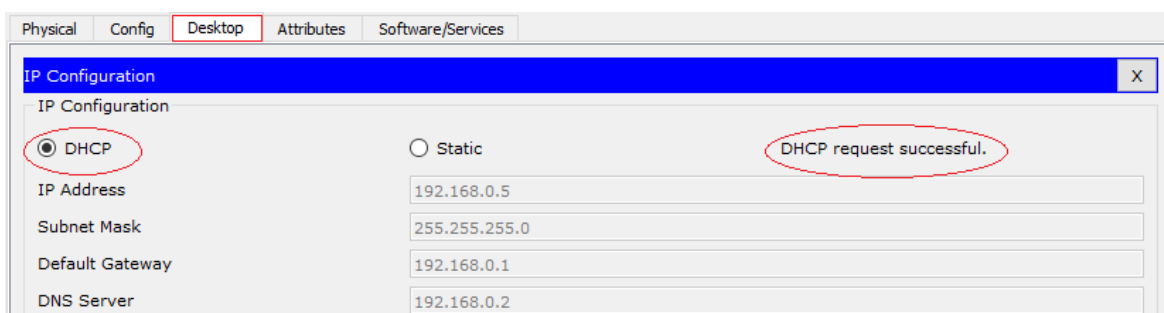 Physical Config Desktop Attributes Software/Services
IP Configuration X
IP Configuration
DHCP Static DHCP request successful.
IP Address 192.168.0.5
Subnet Mask 255.255.255.0
Default Gateway 192.168.0.1
DNS Server 192.168.0.2